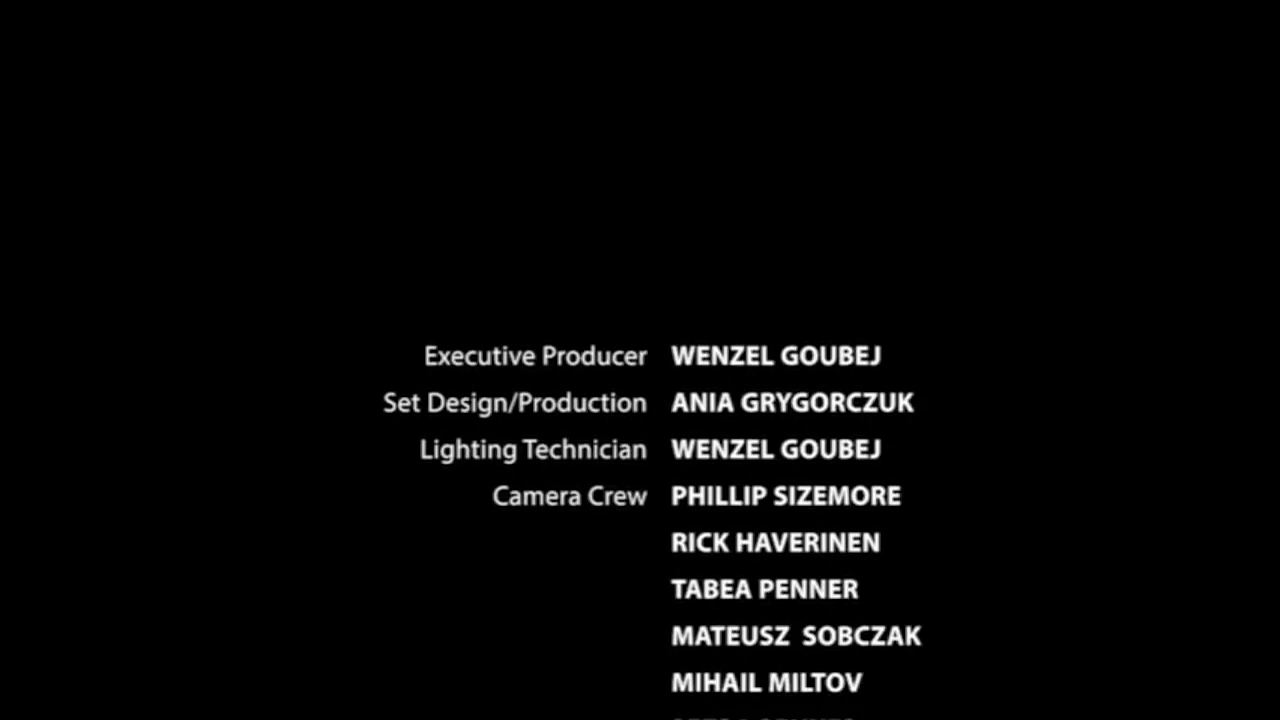 Executive Producer WENZEL GOUBEJ
Set Design/Production ANIA GRYGORCZUK
Lighting Technician WENZEL GOUBEJ
Camera Crew PHILLIP SIZEMORE
RICK HAVERINEN
TABEA PENNER
MATEUSZ SOBCZAK
MIHAIL MILTOV